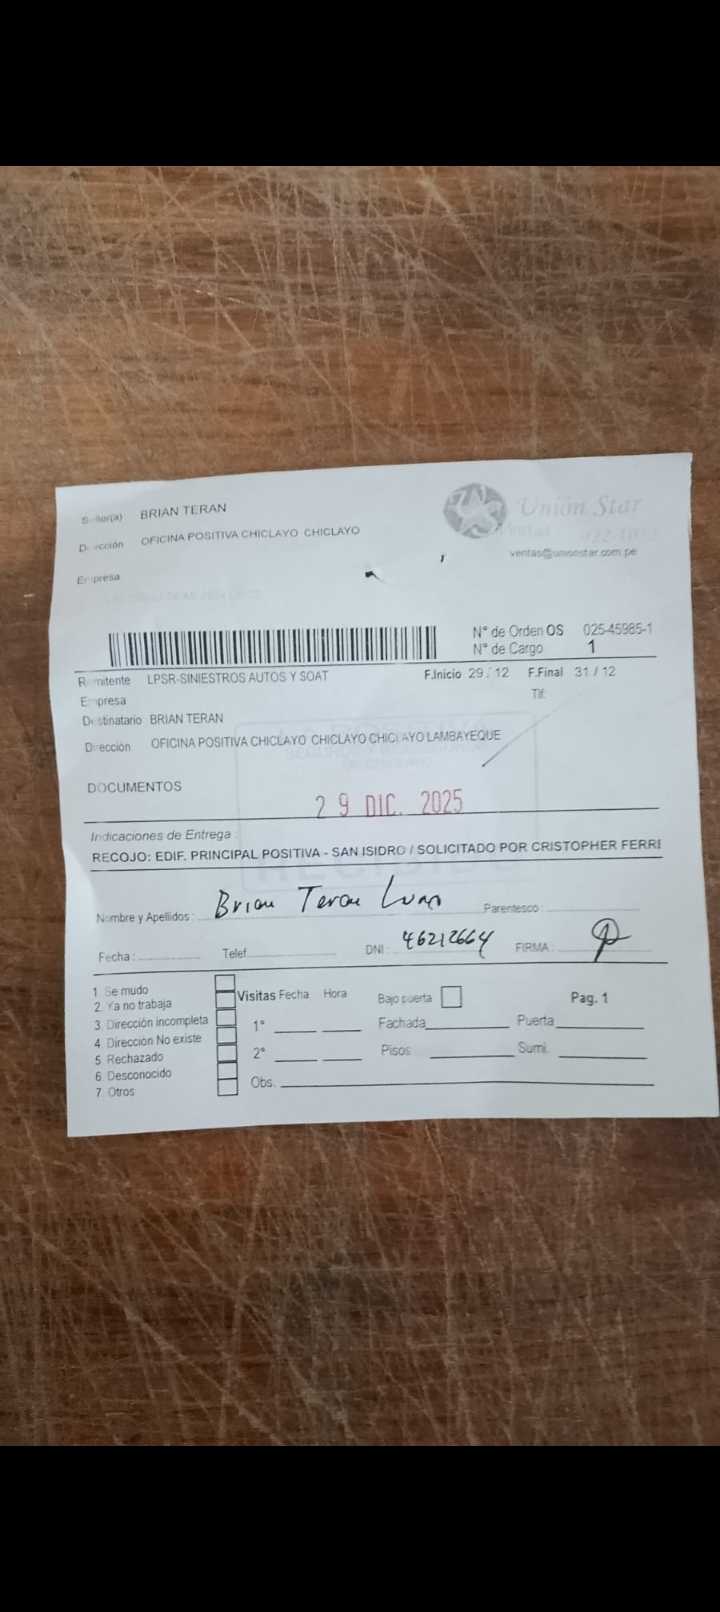 Señor(a) BRIAN TERAN
Dirección OFICINA POSITIVA CHICLAYO CHICLAYO
Empresa
Unión Star
ventas@unionstar.com.pe
N° de Orden OS 025-45985-1
N° de Cargo 1
Remitente LPSR-SINIESTROS AUTOS Y SOAT
F.Inicio 29 / 12 F.Final 31 / 12
Empresa
Tlf.
Destinatario BRIAN TERAN
Dirección OFICINA POSITIVA CHICLAYO CHICLAYO CHICLAYO LAMBAYEQUE
DOCUMENTOS
29 DIC. 2025
Indicaciones de Entrega :
RECOJO: EDIF. PRINCIPAL POSITIVA - SAN ISIDRO / SOLICITADO POR CRISTOPHER FERRI
RECIBIDO
Nombre y Apellidos : Brian Teran Parentesco :
Fecha : Telef. DNI : 46212664 FIRMA :
1 Se mudo
2. Ya no trabaja
3. Dirección incompleta
4. Dirección No existe
5. Rechazado
6. Desconocido
7. Otros
Visitas Fecha Hora
1°
2°
Obs.
Bajo puerta
Fachada
Pisos
Pag. 1
Puerta
Sumi.